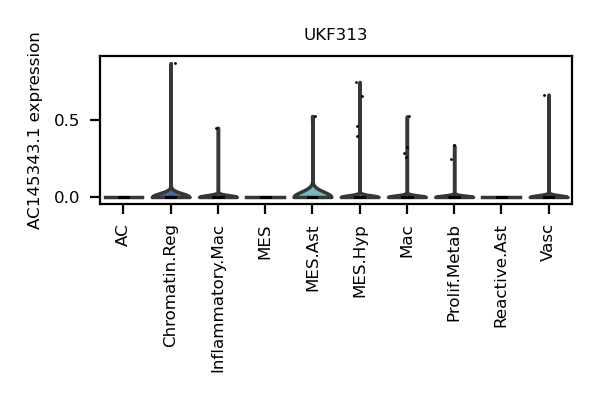 UKF313
AC145343.1 expression
0.5
0.0
AC
Chromatin.Reg
Inflammatory.Mac
MES
MES.Ast
MES.Hyp
Mac
Prolif.Metab
Reactive.Ast
Vasc